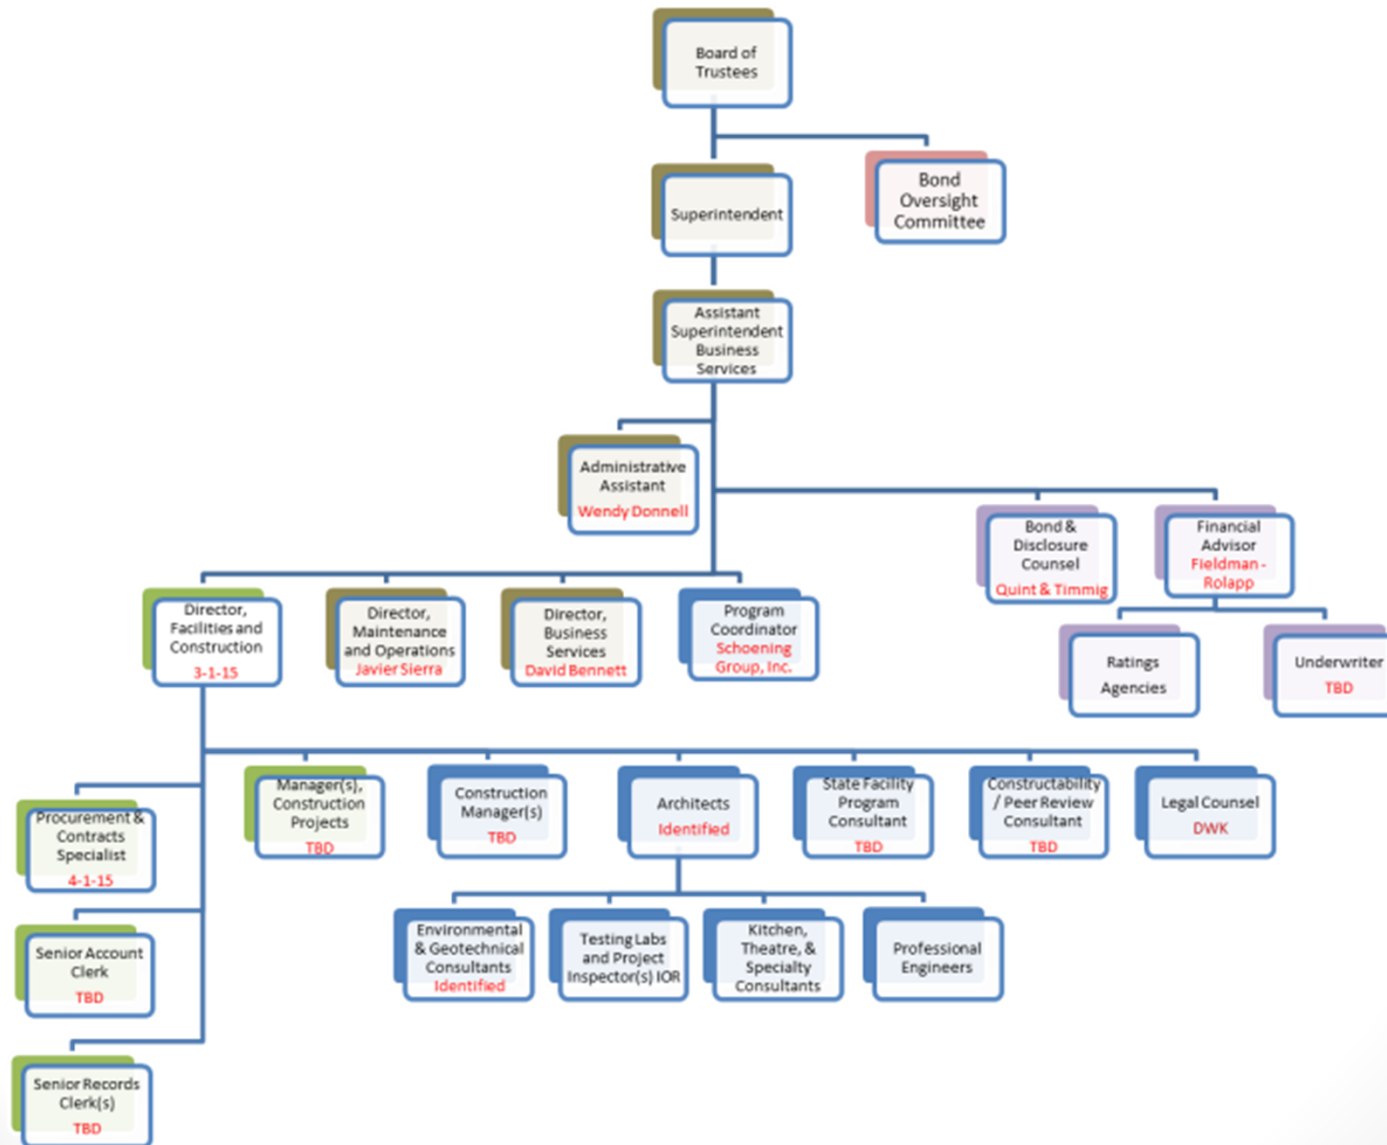 Board of
Trustees
Bond
Oversight
Committee
Superintendent
Assistant
Superintendent
Business
Services
Administrative
Assistant
Wendy Donnell
Bond &
Disclosure
Counsel
Quint & Timmig
Financial
Advisor
Fieldman -
Rolapp
Director,
Facilities and
Construction
3-1-15
Director,
Maintenance
and Operations
Javier Sierra
Director,
Business
Services
David Bennett
Program
Coordinator
Schoening
Group, Inc.
Ratings
Agencies
Underwriter
TBD
Procurement &
Contracts
Specialist
4-1-15
Manager(s),
Construction
Projects
TBD
Construction
Manager(s)
TBD
Architects
Identified
State Facility
Program
Consultant
TBD
Constructability
/ Peer Review
Consultant
TBD
Legal Counsel
DWK
Senior Account
Clerk
TBD
Environmental
& Geotechnical
Consultants
Identified
Testing Labs
and Project
Inspector(s) IOR
Kitchen,
Theatre, &
Specialty
Consultants
Professional
Engineers
Senior Records
Clerk(s)
TBD